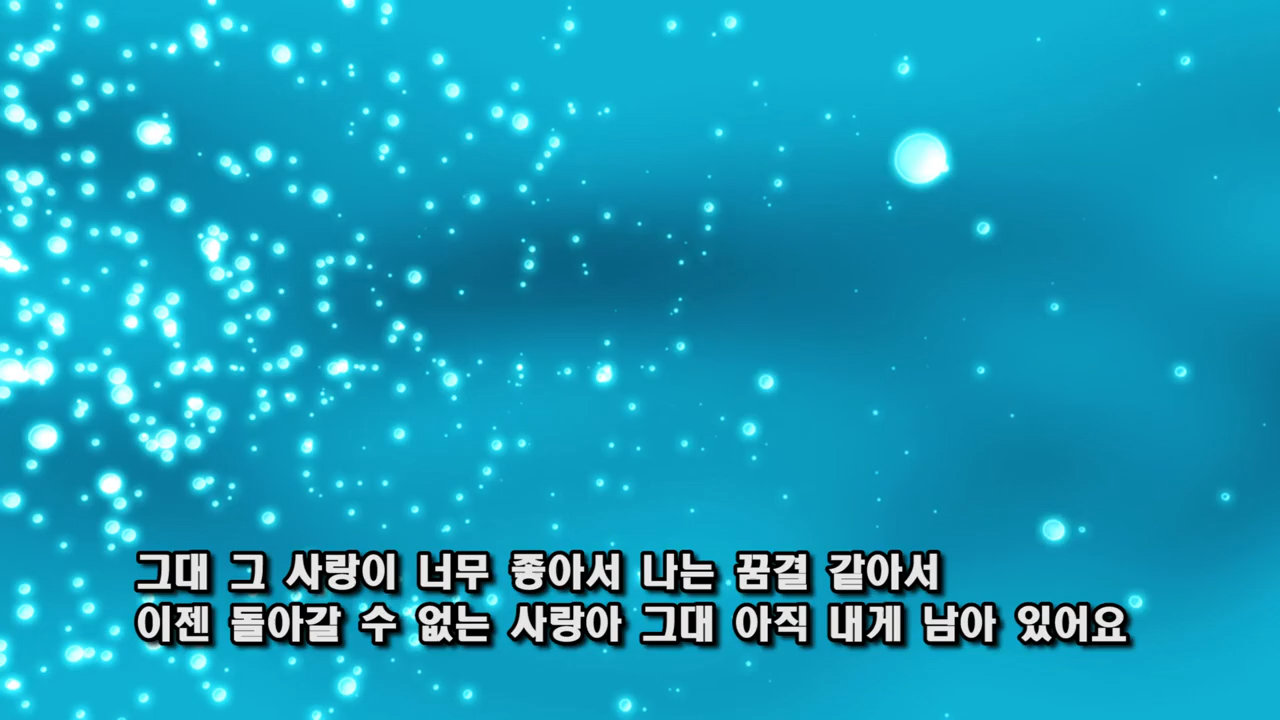 그대 그 사랑이 너무 좋아서 나는 꿈결 같아서
이젠 돌아갈 수 없는 사랑아 그대 아직 내게 남아 있어요